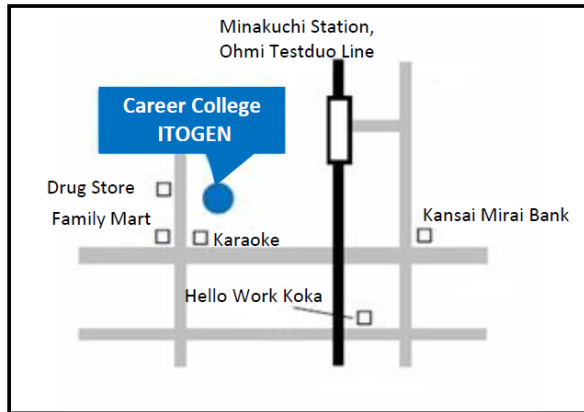 Minakuchi Station,
Ohmi Testduo Line
Career College
ITOGEN
Drug Store
Family Mart
Karaoke
Kansai Mirai Bank
Hello Work Koka